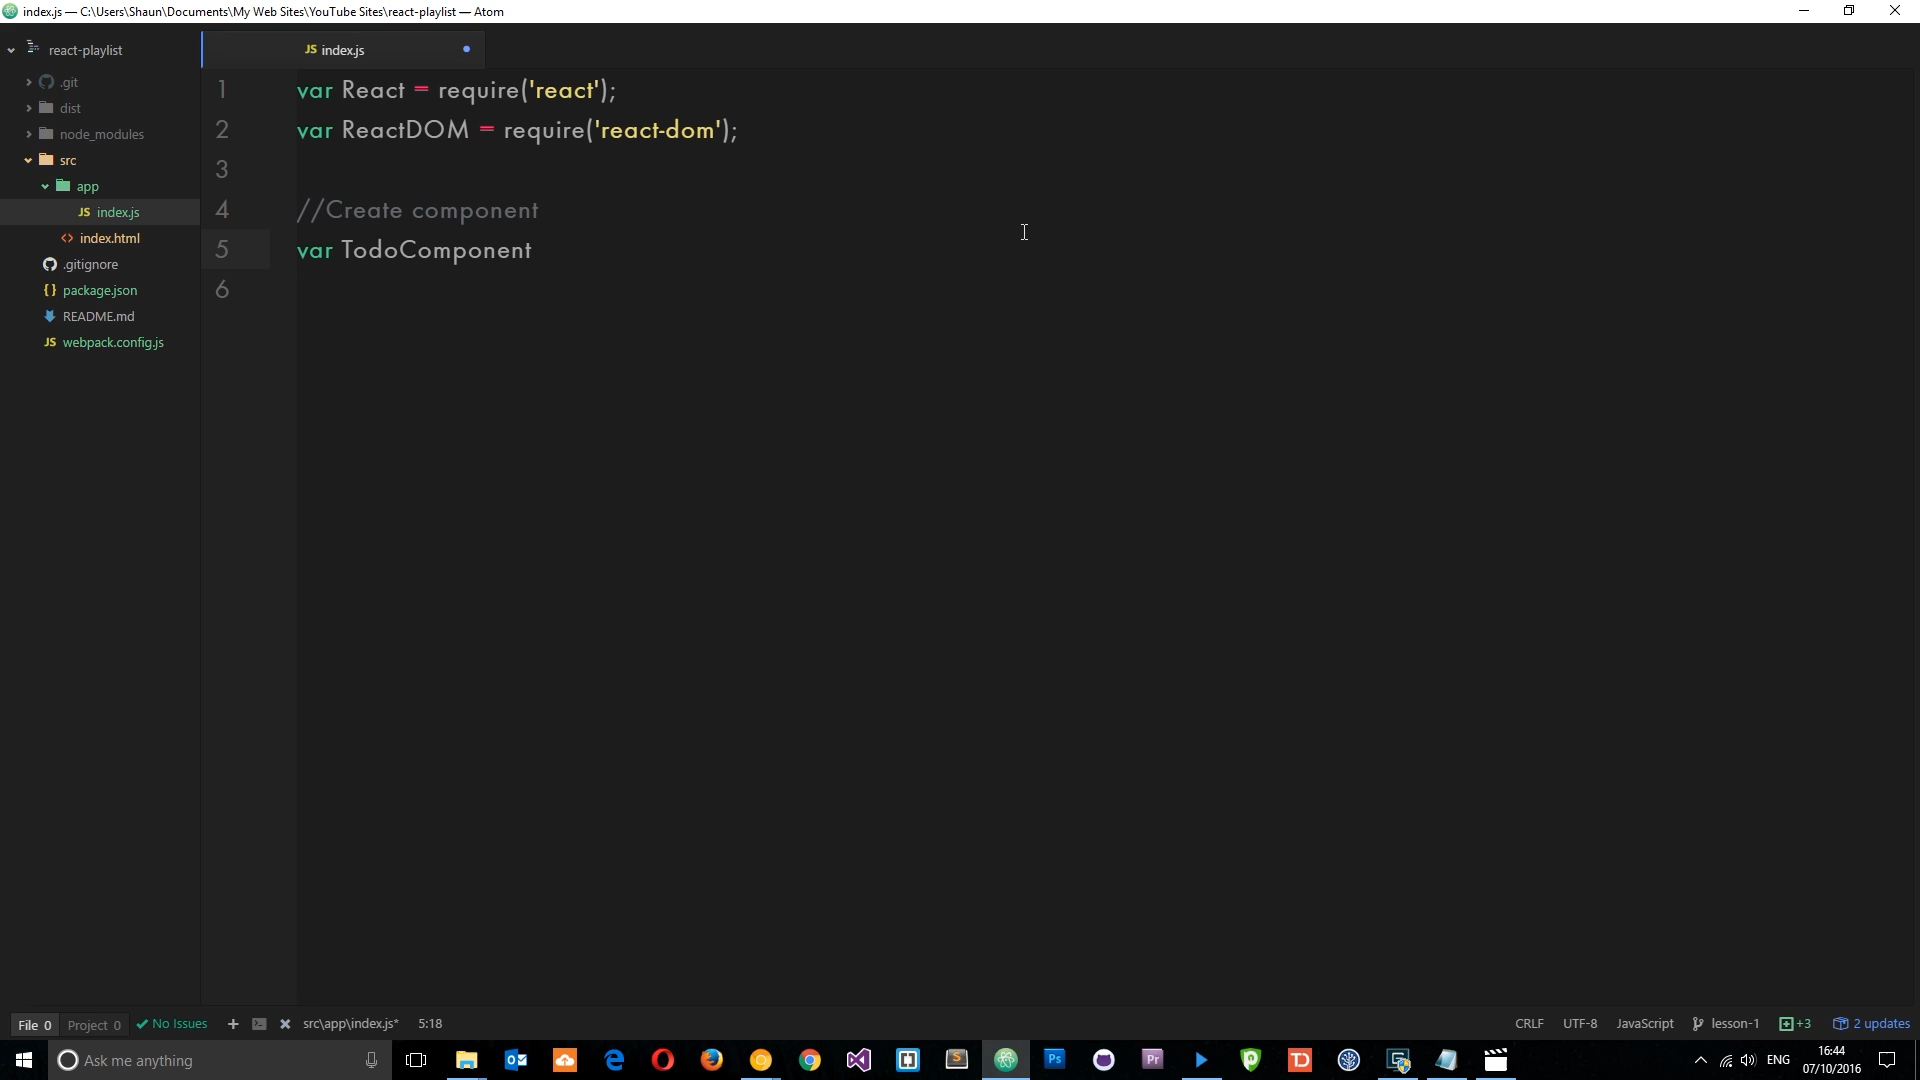 index.js — C:\Users\Shaun\Documents\My Web Sites\YouTube Sites\react-playlist — Atom
react-playlist
.git
dist
node_modules
src
app
JS index.js
<> index.html
.gitignore
{} package.json
README.md
JS webpack.config.js
JS index.js
1 var React = require('react');
2 var ReactDOM = require('react-dom');
3
4 //Create component
5 var TodoComponent
6
File 0 Project 0 No Issues + src\app\index.js* 5:18 CRLF UTF-8 JavaScript lesson-1 +3 2 updates
Ask me anything
Ps
Pr
TD
ENG
16:44
07/10/2016